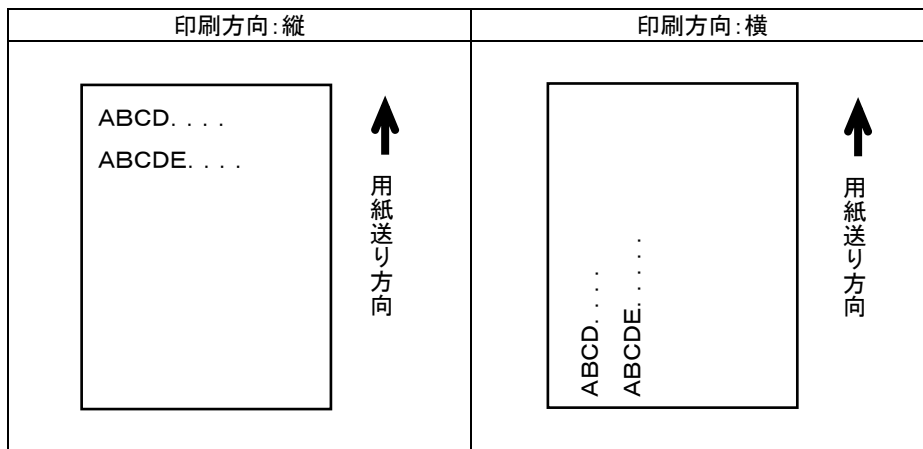 印刷方向:縦
印刷方向:横
ABCD. . . .
ABCDE. . . .
用紙送り方向
ABCD. . . .
ABCDE. . . . .
用紙送り方向